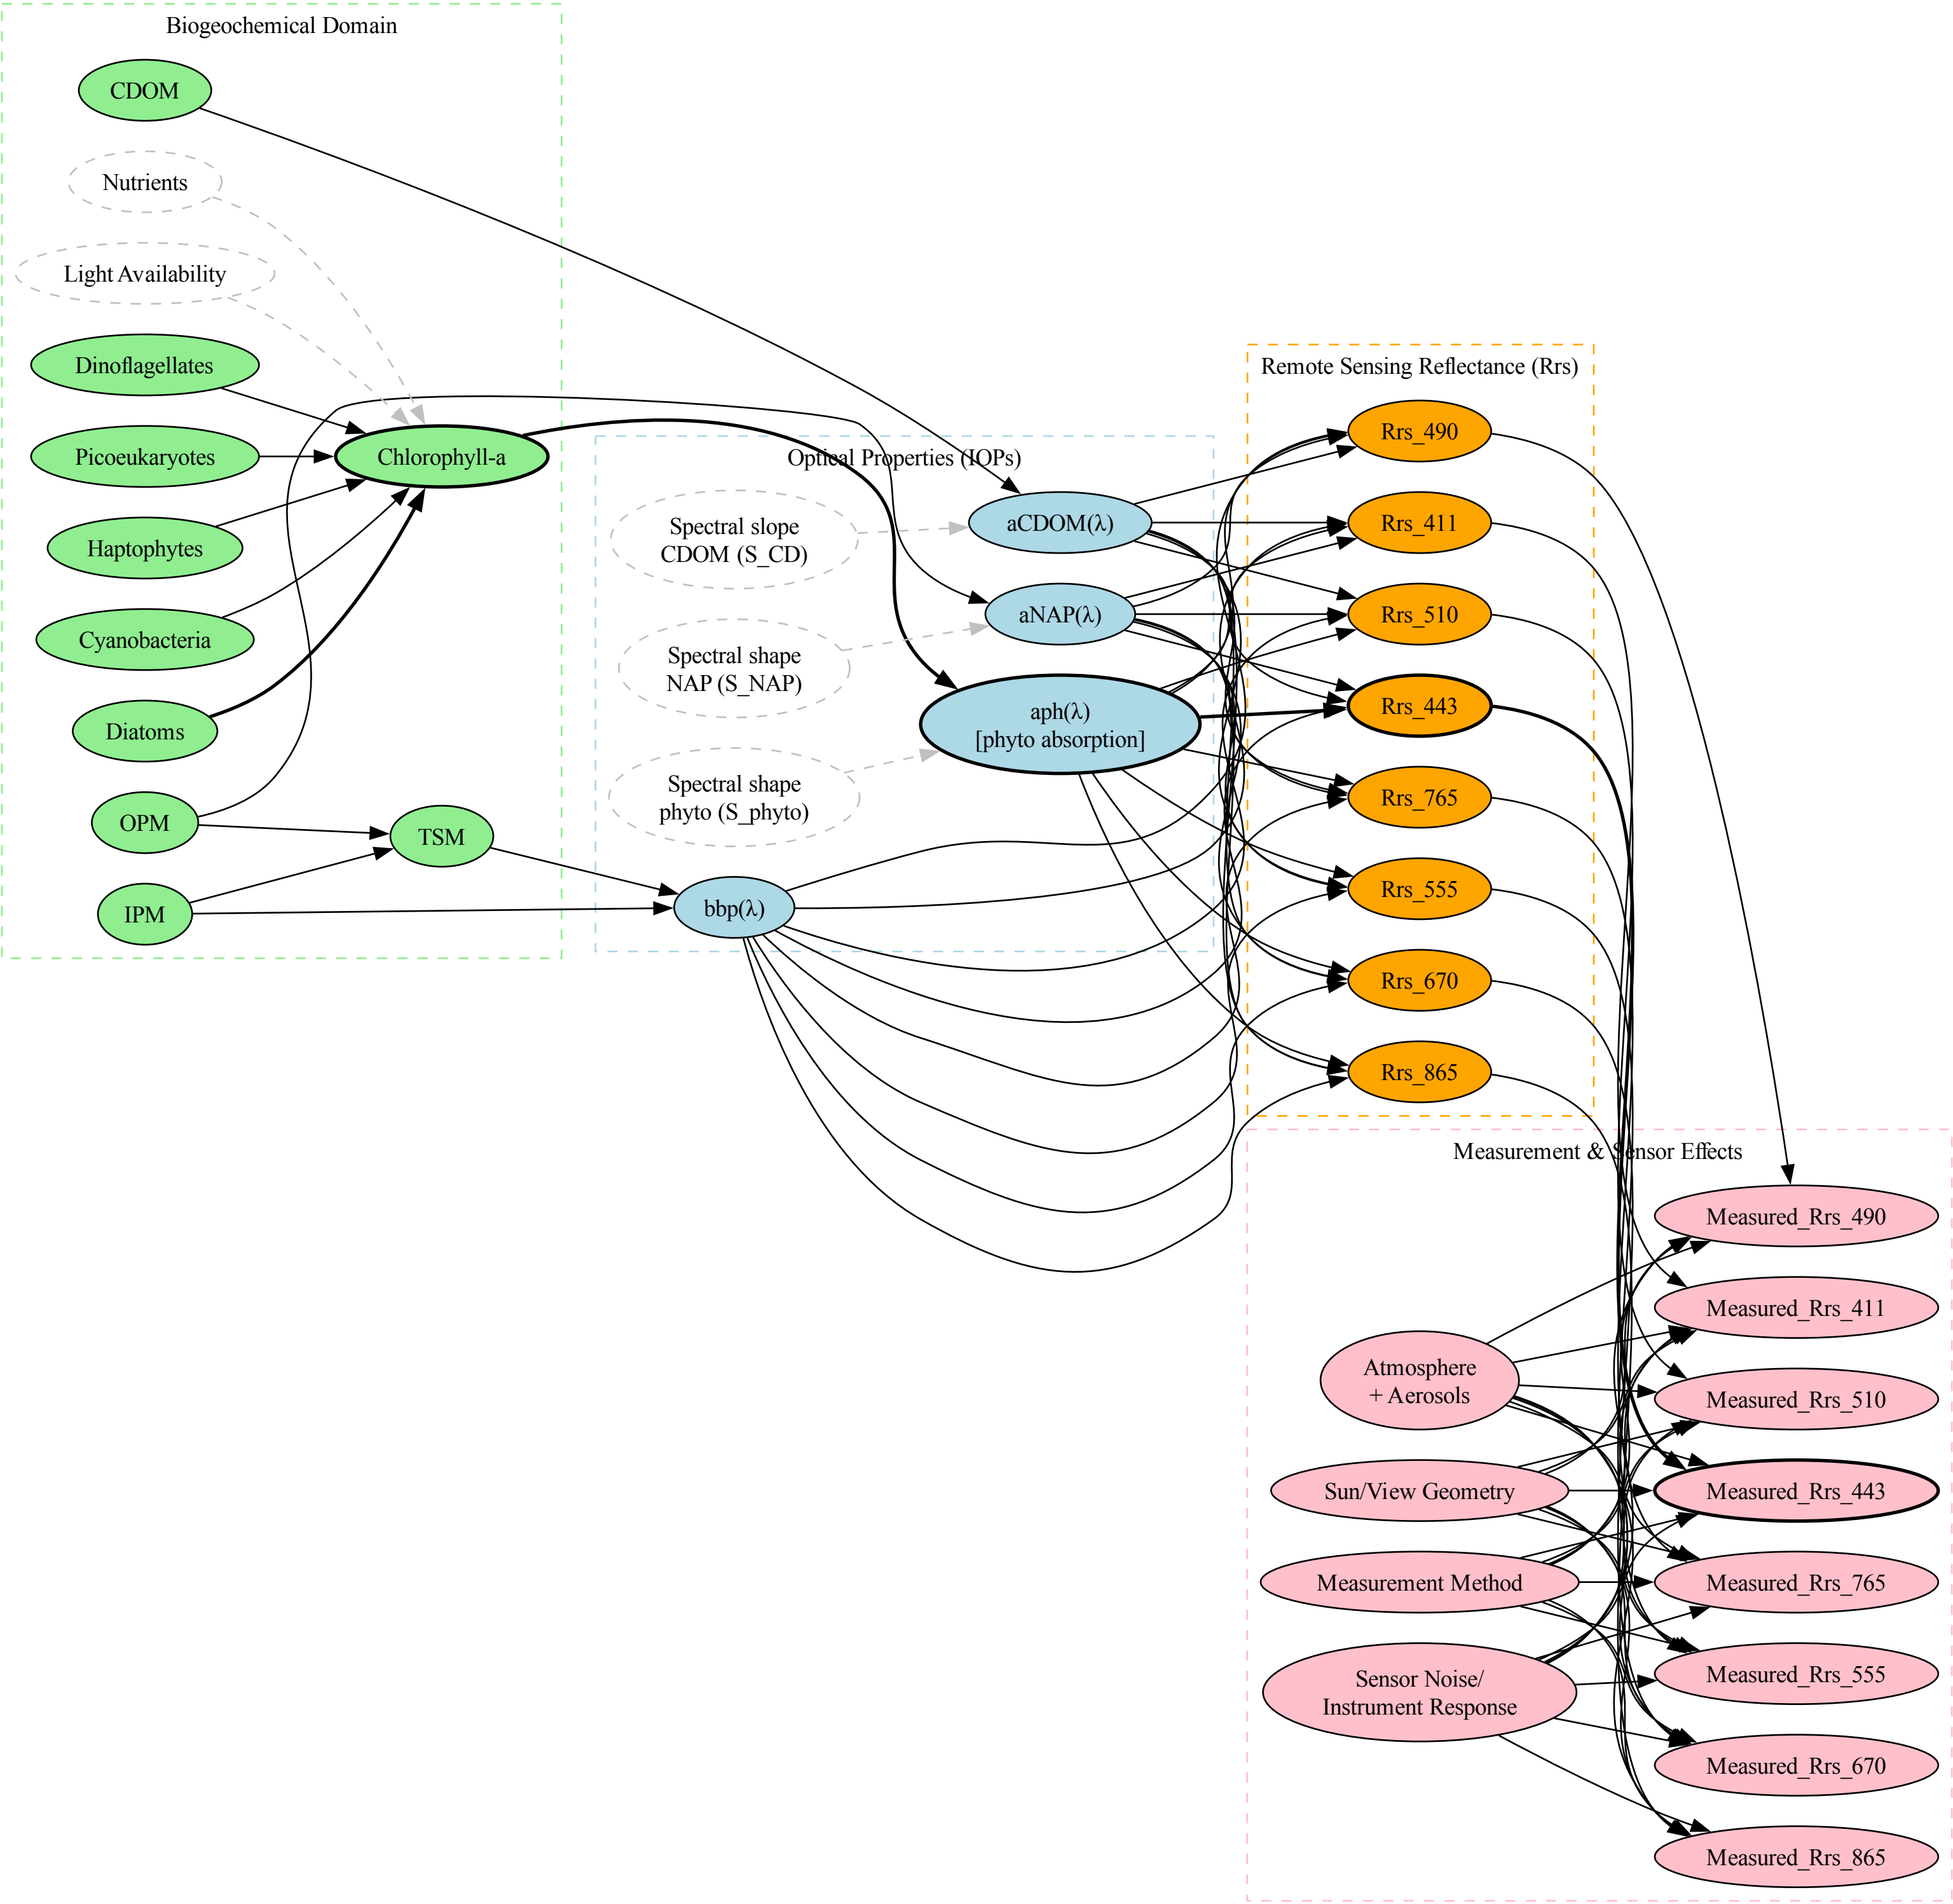 Biogeochemical Domain
CDOM
Nutrients
Light Availability
Dinoflagellates
Picoeukaryotes
Haptophytes
Cyanobacteria
Diatoms
OPM
IPM
Chlorophyll-a
TSM
Optical Properties (IOPs)
Spectral slope
CDOM (S_CD)
Spectral shape
NAP (S_NAP)
Spectral shape
phyto (S_phyto)
bbp(λ)
aCDOM(λ)
aNAP(λ)
aph(λ)
[phyto absorption]
Remote Sensing Reflectance (Rrs)
Rrs_490
Rrs_411
Rrs_510
Rrs_443
Rrs_765
Rrs_555
Rrs_670
Rrs_865
Measurement & Sensor Effects
Atmosphere
+ Aerosols
Sun/View Geometry
Measurement Method
Sensor Noise/
Instrument Response
Measured_Rrs_490
Measured_Rrs_411
Measured_Rrs_510
Measured_Rrs_443
Measured_Rrs_765
Measured_Rrs_555
Measured_Rrs_670
Measured_Rrs_865